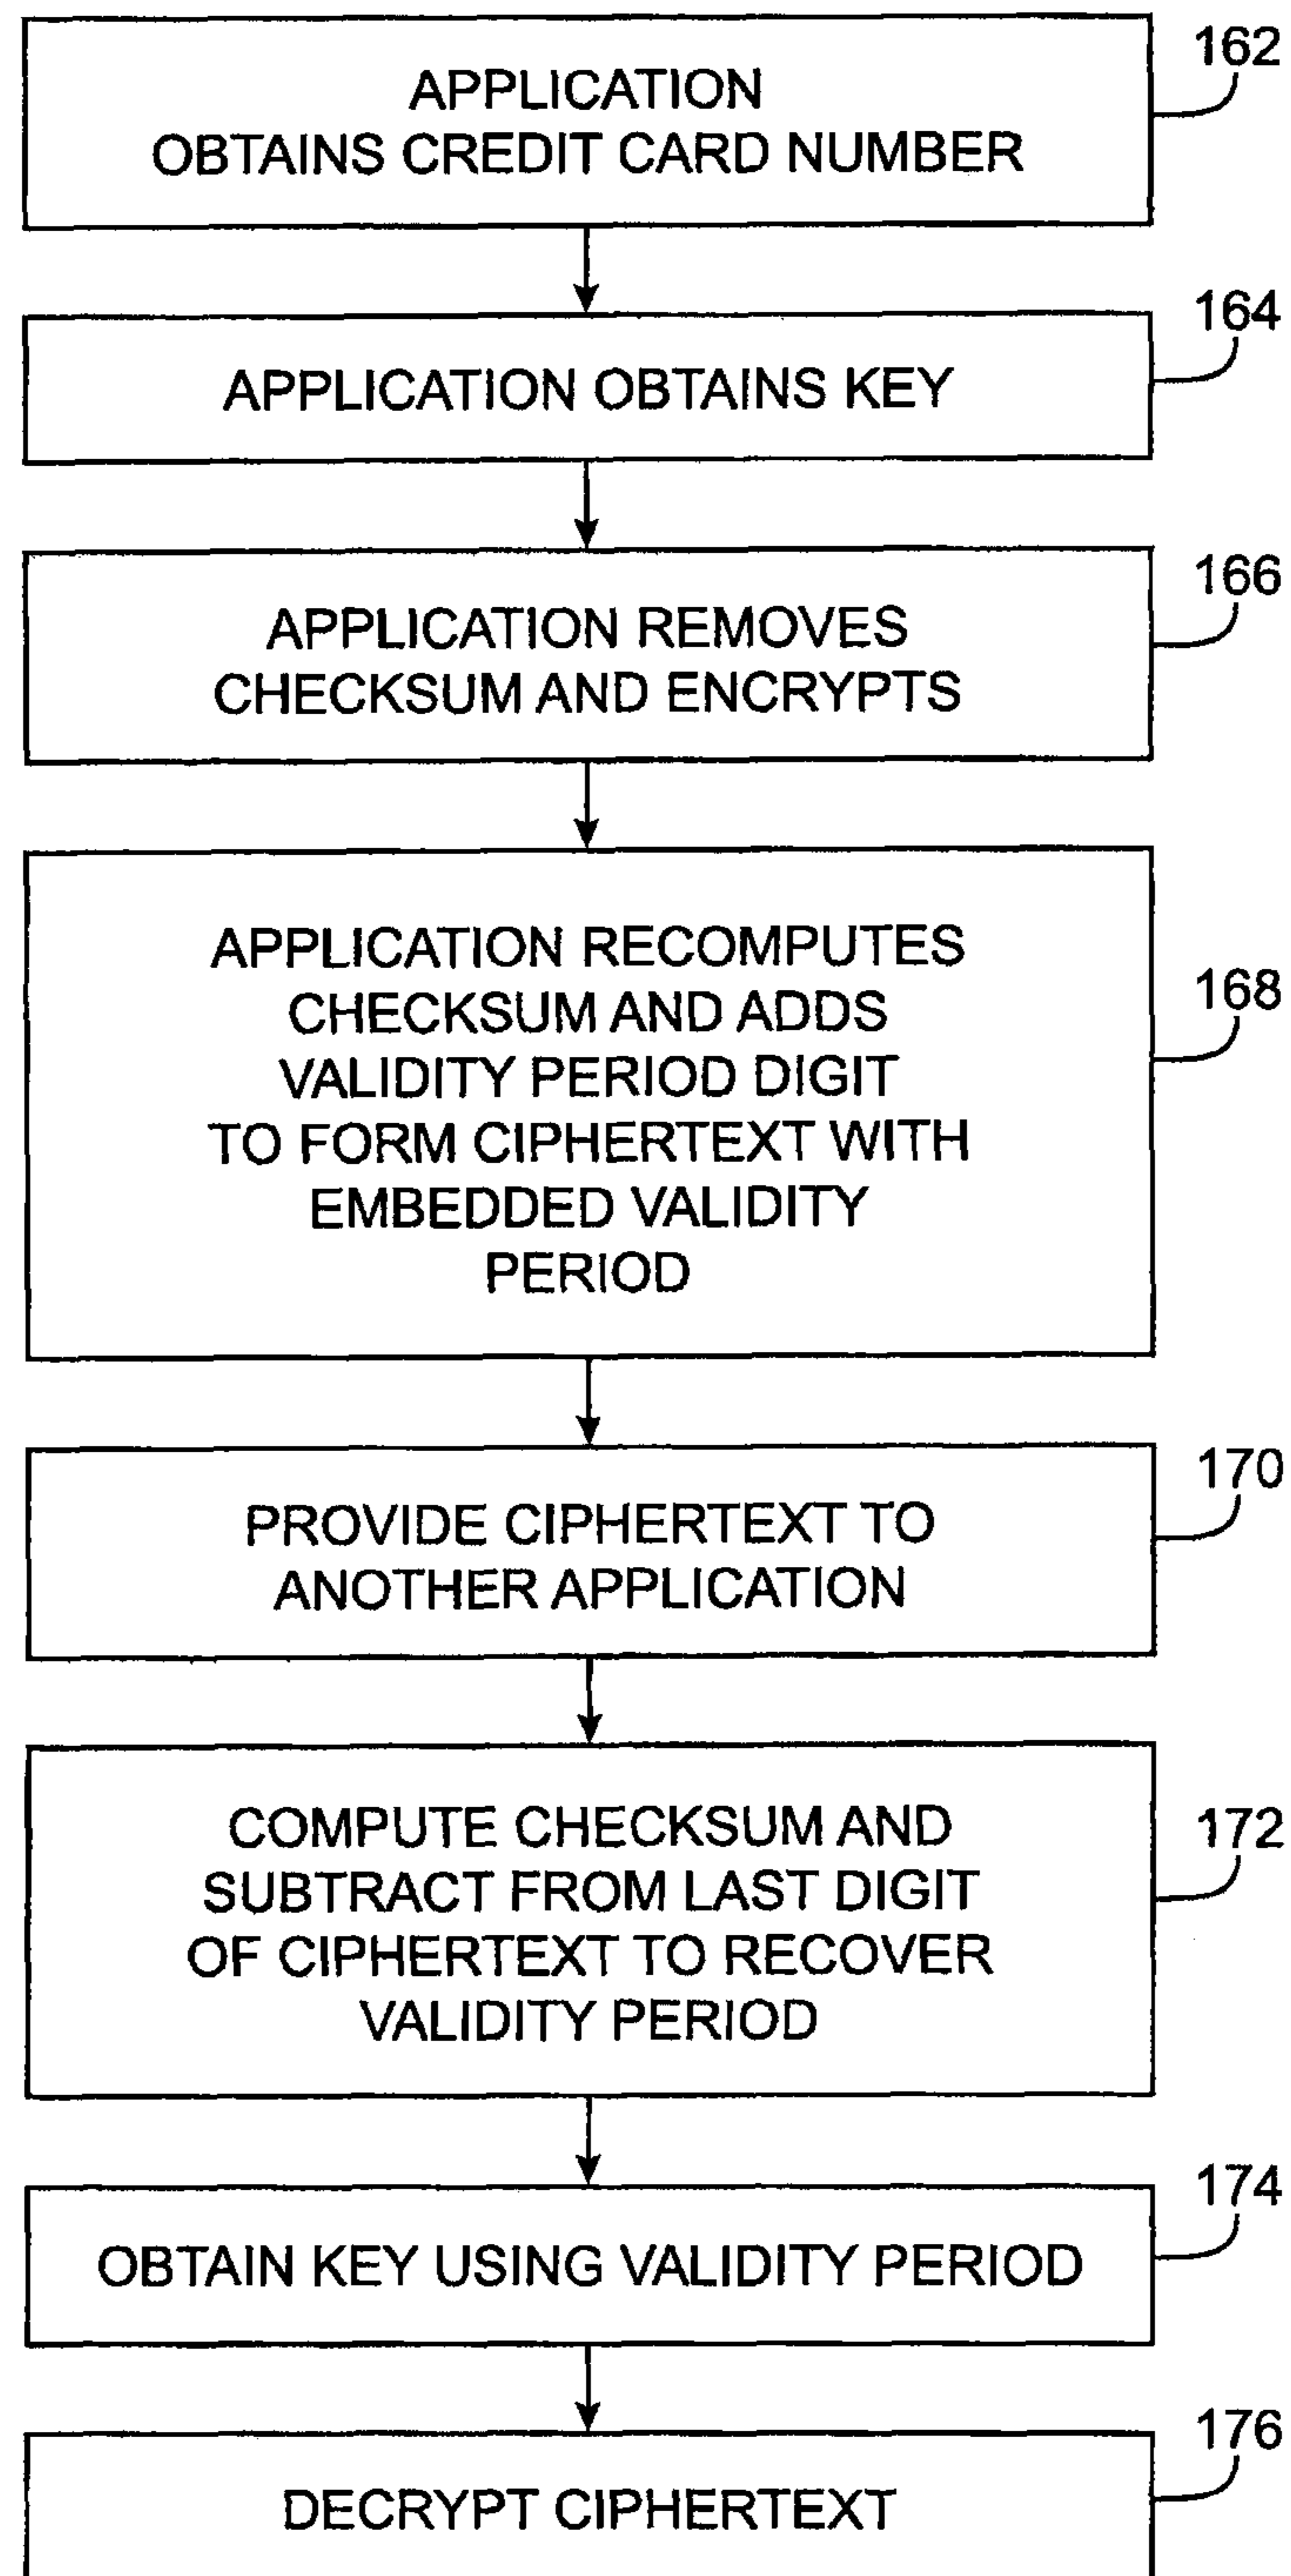 162
APPLICATION
OBTAINS CREDIT CARD NUMBER
164
APPLICATION OBTAINS KEY
166
APPLICATION REMOVES
CHECKSUM AND ENCRYPTS
168
APPLICATION RECOMPUTES
CHECKSUM AND ADDS
VALIDITY PERIOD DIGIT
TO FORM CIPHERTEXT WITH
EMBEDDED VALIDITY
PERIOD
170
PROVIDE CIPHERTEXT TO
ANOTHER APPLICATION
172
COMPUTE CHECKSUM AND
SUBTRACT FROM LAST DIGIT
OF CIPHERTEXT TO RECOVER
VALIDITY PERIOD
174
OBTAIN KEY USING VALIDITY PERIOD
176
DECRYPT CIPHERTEXT